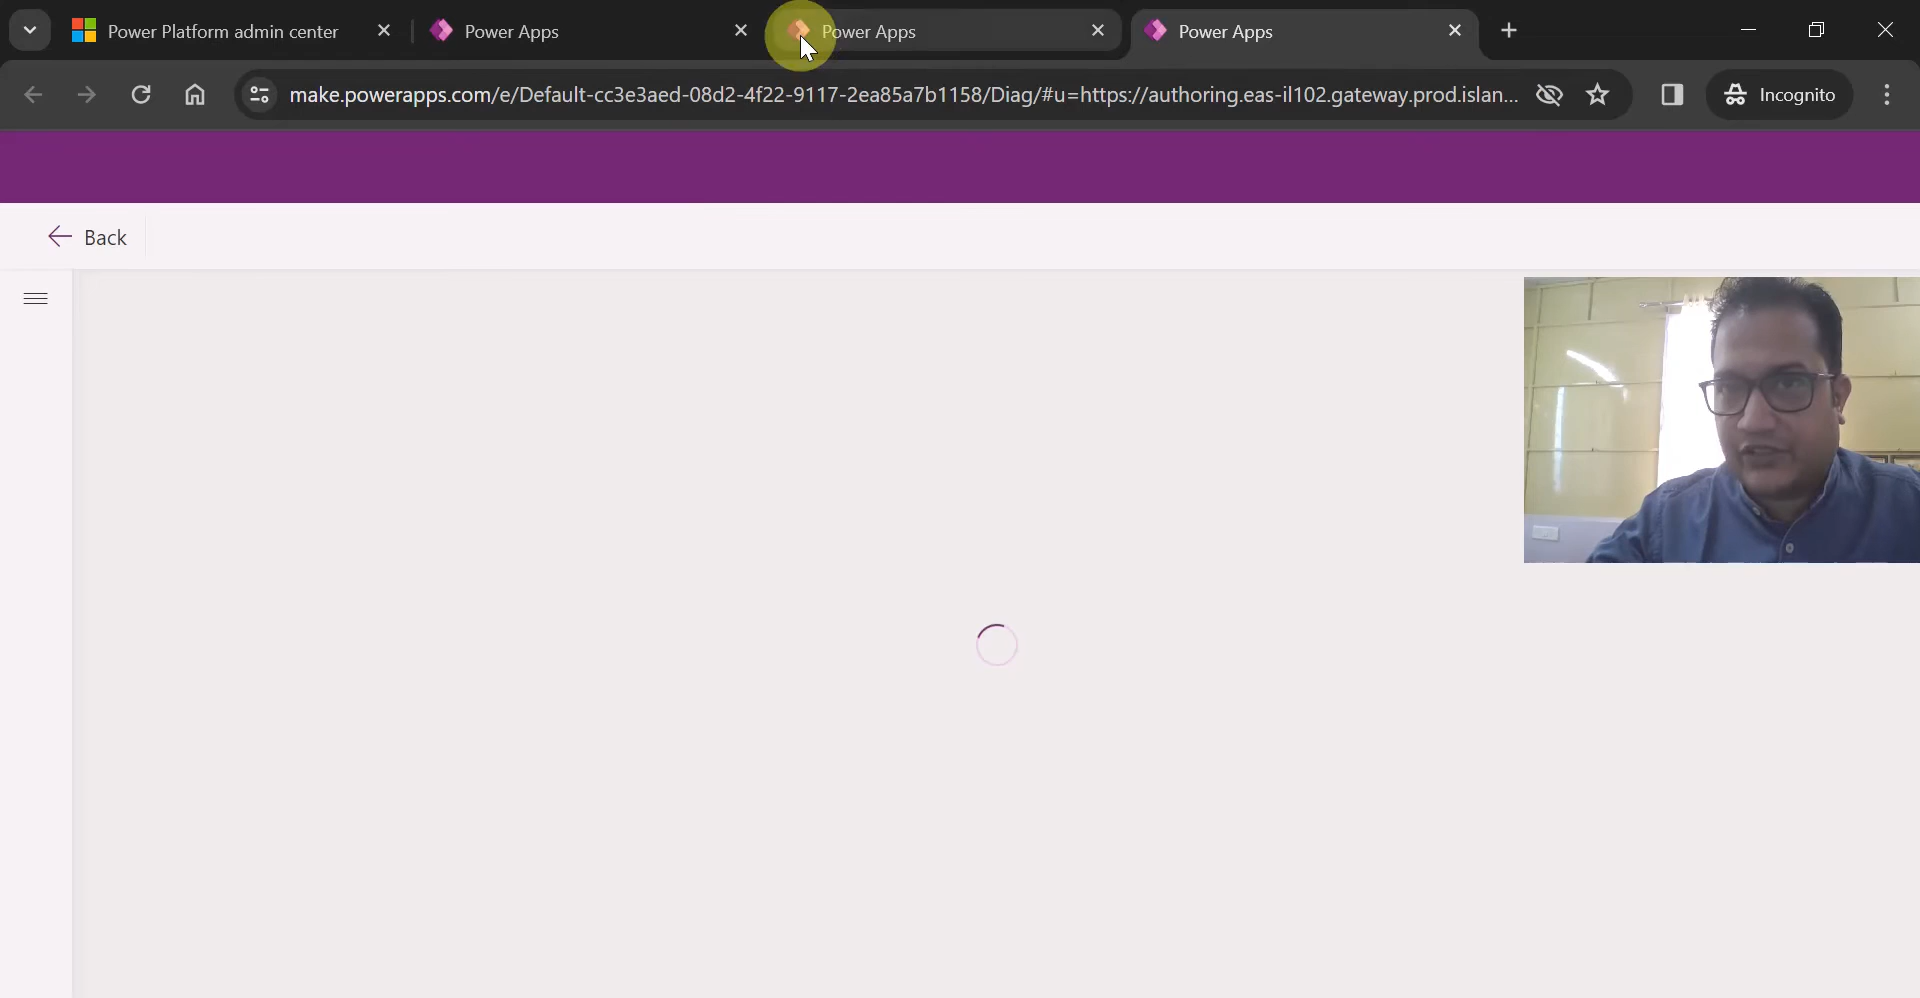 Power Platform admin center
Power Apps
Power Apps
Power Apps
make.powerapps.com/e/Default-cc3e3aed-08d2-4f22-9117-2ea85a7b1158/Diag/#u=https://authoring.eas-il102.gateway.prod.islan...
Incognito
Back